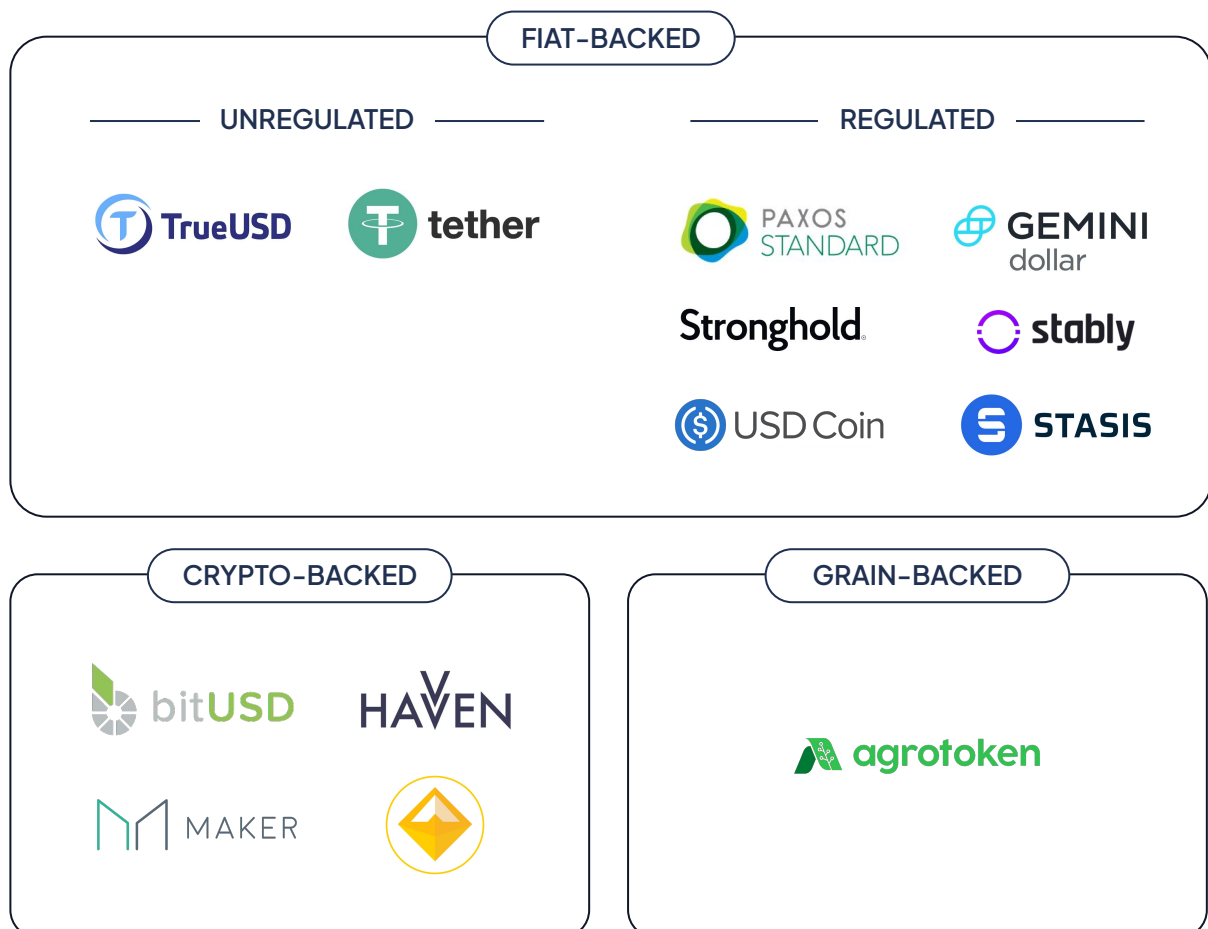 FIAT-BACKED
UNREGULATED
REGULATED
TrueUSD
tether
PAXOS
STANDARD
GEMINI
dollar
Stronghold
stably
USD Coin
STASIS
CRYPTO-BACKED
GRAIN-BACKED
bitUSD
HAVEN
agrotoken
MAKER